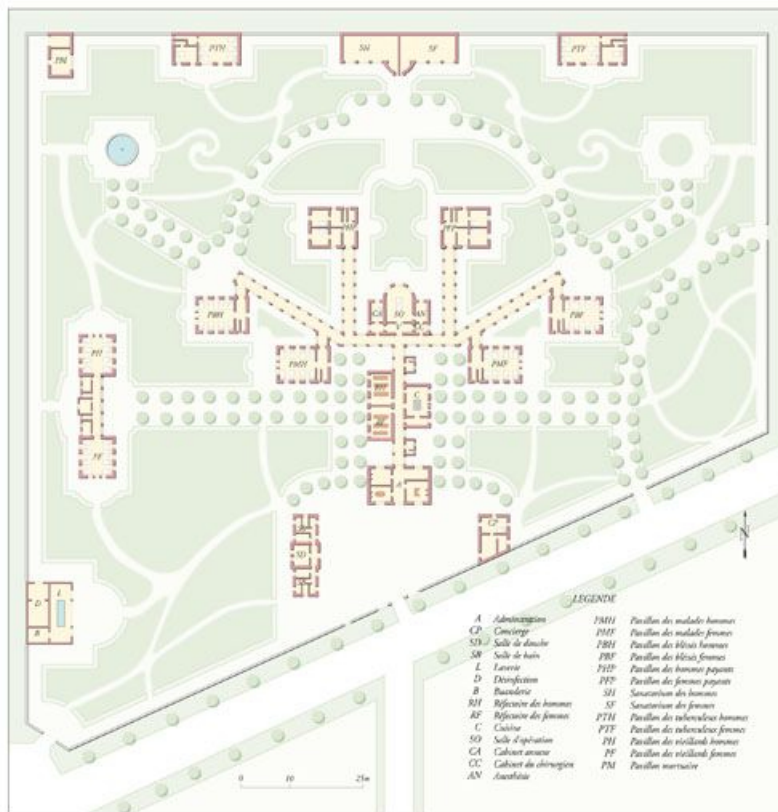 PM
PTH
SH
SF
PTF
PHP
PFP
PBH
CA
SO
AN
PBF
PH
PMH
PMF
RH
C
RF
PF
A
CP
SD
D
L
B
N
LEGENDE
A Administration
CP Concierge
SD Salle de douche
SB Salle de bain
L Laverie
D Désinfection
B Buanderie
RH Réfectoire des hommes
RF Réfectoire des femmes
C Cuisine
SO Salle d'opération
CA Cabinet annexe
CC Cabinet du chirurgien
AN Anesthésie
PMH Pavillon des malades hommes
PMF Pavillon des malades femmes
PBH Pavillon des blessés hommes
PBF Pavillon des blessés femmes
PHP Pavillon des hommes payants
PFP Pavillon des femmes payants
SH Sanatorium des hommes
SF Sanatorium des femmes
PTH Pavillon des tuberculeux hommes
PTF Pavillon des tuberculeux femmes
PH Pavillon des vieillards hommes
PF Pavillon des vieillards femmes
PM Pavillon mortuaire
0 10 25m